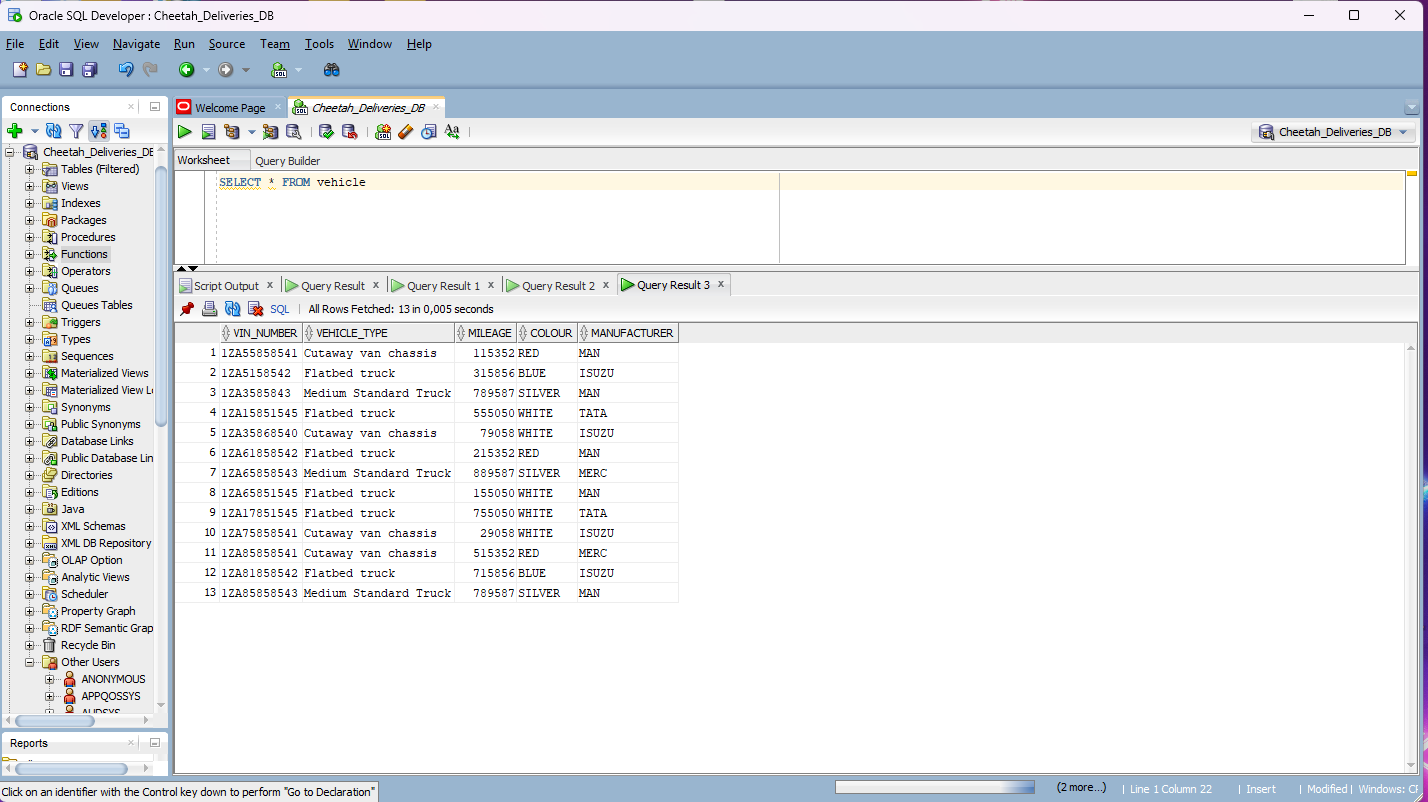 Oracle SQL Developer : Cheetah_Deliveries_DB
File Edit View Navigate Run Source Team Tools Window Help
Connections
Welcome Page
Cheetah_Deliveries_DB
Cheetah_Deliveries_DB
Worksheet Query Builder
SELECT * FROM vehicle
Cheetah_Deliveries_DE
Tables (Filtered)
Views
Indexes
Packages
Procedures
Functions
Operators
Queues
Queues Tables
Triggers
Types
Sequences
Materialized Views
Materialized View Lo
Synonyms
Public Synonyms
Database Links
Public Database Lin
Directories
Editions
Java
XML Schemas
XML DB Repository
OLAP Option
Analytic Views
Scheduler
Property Graph
RDF Semantic Grap
Recycle Bin
Other Users
ANONYMOUS
APPQOSSYS
AUDSYS
Reports
Script Output Query Result Query Result 1 Query Result 2 Query Result 3
SQL All Rows Fetched: 13 in 0,005 seconds
VIN_NUMBER VEHICLE_TYPE MILEAGE COLOUR MANUFACTURER
1 1ZA55858541 Cutaway van chassis 115352 RED MAN
2 1ZA5158542 Flatbed truck 315856 BLUE ISUZU
3 1ZA3585843 Medium Standard Truck 789587 SILVER MAN
4 1ZA15851545 Flatbed truck 555050 WHITE TATA
5 1ZA35868540 Cutaway van chassis 79058 WHITE ISUZU
6 1ZA61858542 Flatbed truck 215352 RED MAN
7 1ZA65858543 Medium Standard Truck 889587 SILVER MERC
8 1ZA65851545 Flatbed truck 155050 WHITE MAN
9 1ZA17851545 Flatbed truck 755050 WHITE TATA
10 1ZA75858541 Cutaway van chassis 29058 WHITE ISUZU
11 1ZA85858541 Cutaway van chassis 515352 RED MERC
12 1ZA81858542 Flatbed truck 715856 BLUE ISUZU
13 1ZA85858543 Medium Standard Truck 789587 SILVER MAN
Click on an identifier with the Control key down to perform "Go to Declaration"
(2 more...) | Line 1 Column 22 | Insert | Modified | Windows: CF